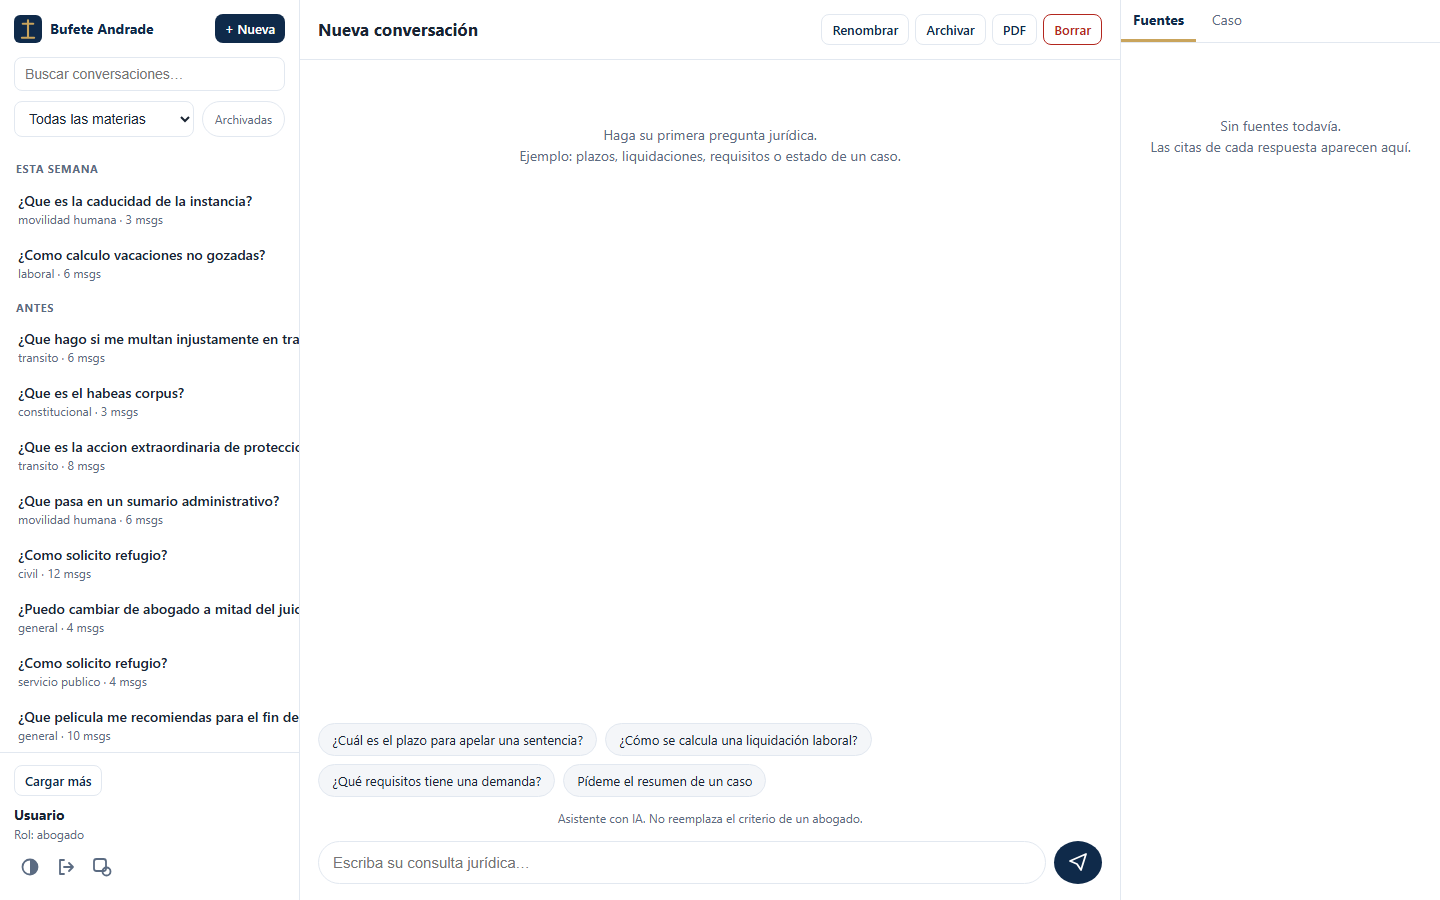 Bufete Andrade
+ Nueva
Buscar conversaciones...
Todas las materias
Archivadas
ESTA SEMANA
¿Que es la caducidad de la instancia?
movilidad humana · 3 msgs
¿Como calculo vacaciones no gozadas?
laboral · 6 msgs
ANTES
¿Que hago si me multan injustamente en tra
transito · 6 msgs
¿Que es el habeas corpus?
constitucional · 3 msgs
¿Que es la accion extraordinaria de protecci
transito · 8 msgs
¿Que pasa en un sumario administrativo?
movilidad humana · 6 msgs
¿Como solicito refugio?
civil · 12 msgs
¿Puedo cambiar de abogado a mitad del jui
general · 4 msgs
¿Como solicito refugio?
servicio publico · 4 msgs
¿Que pelicula me recomiendas para el fin de
general · 10 msgs
Cargar más
Usuario
Rol: abogado
Nueva conversación
Renombrar
Archivar
PDF
Borrar
Haga su primera pregunta jurídica.
Ejemplo: plazos, liquidaciones, requisitos o estado de un caso.
¿Cuál es el plazo para apelar una sentencia?
¿Cómo se calcula una liquidación laboral?
¿Qué requisitos tiene una demanda?
Pídeme el resumen de un caso
Asistente con IA. No reemplaza el criterio de un abogado.
Escriba su consulta jurídica...
Fuentes
Caso
Sin fuentes todavía.
Las citas de cada respuesta aparecen aquí.